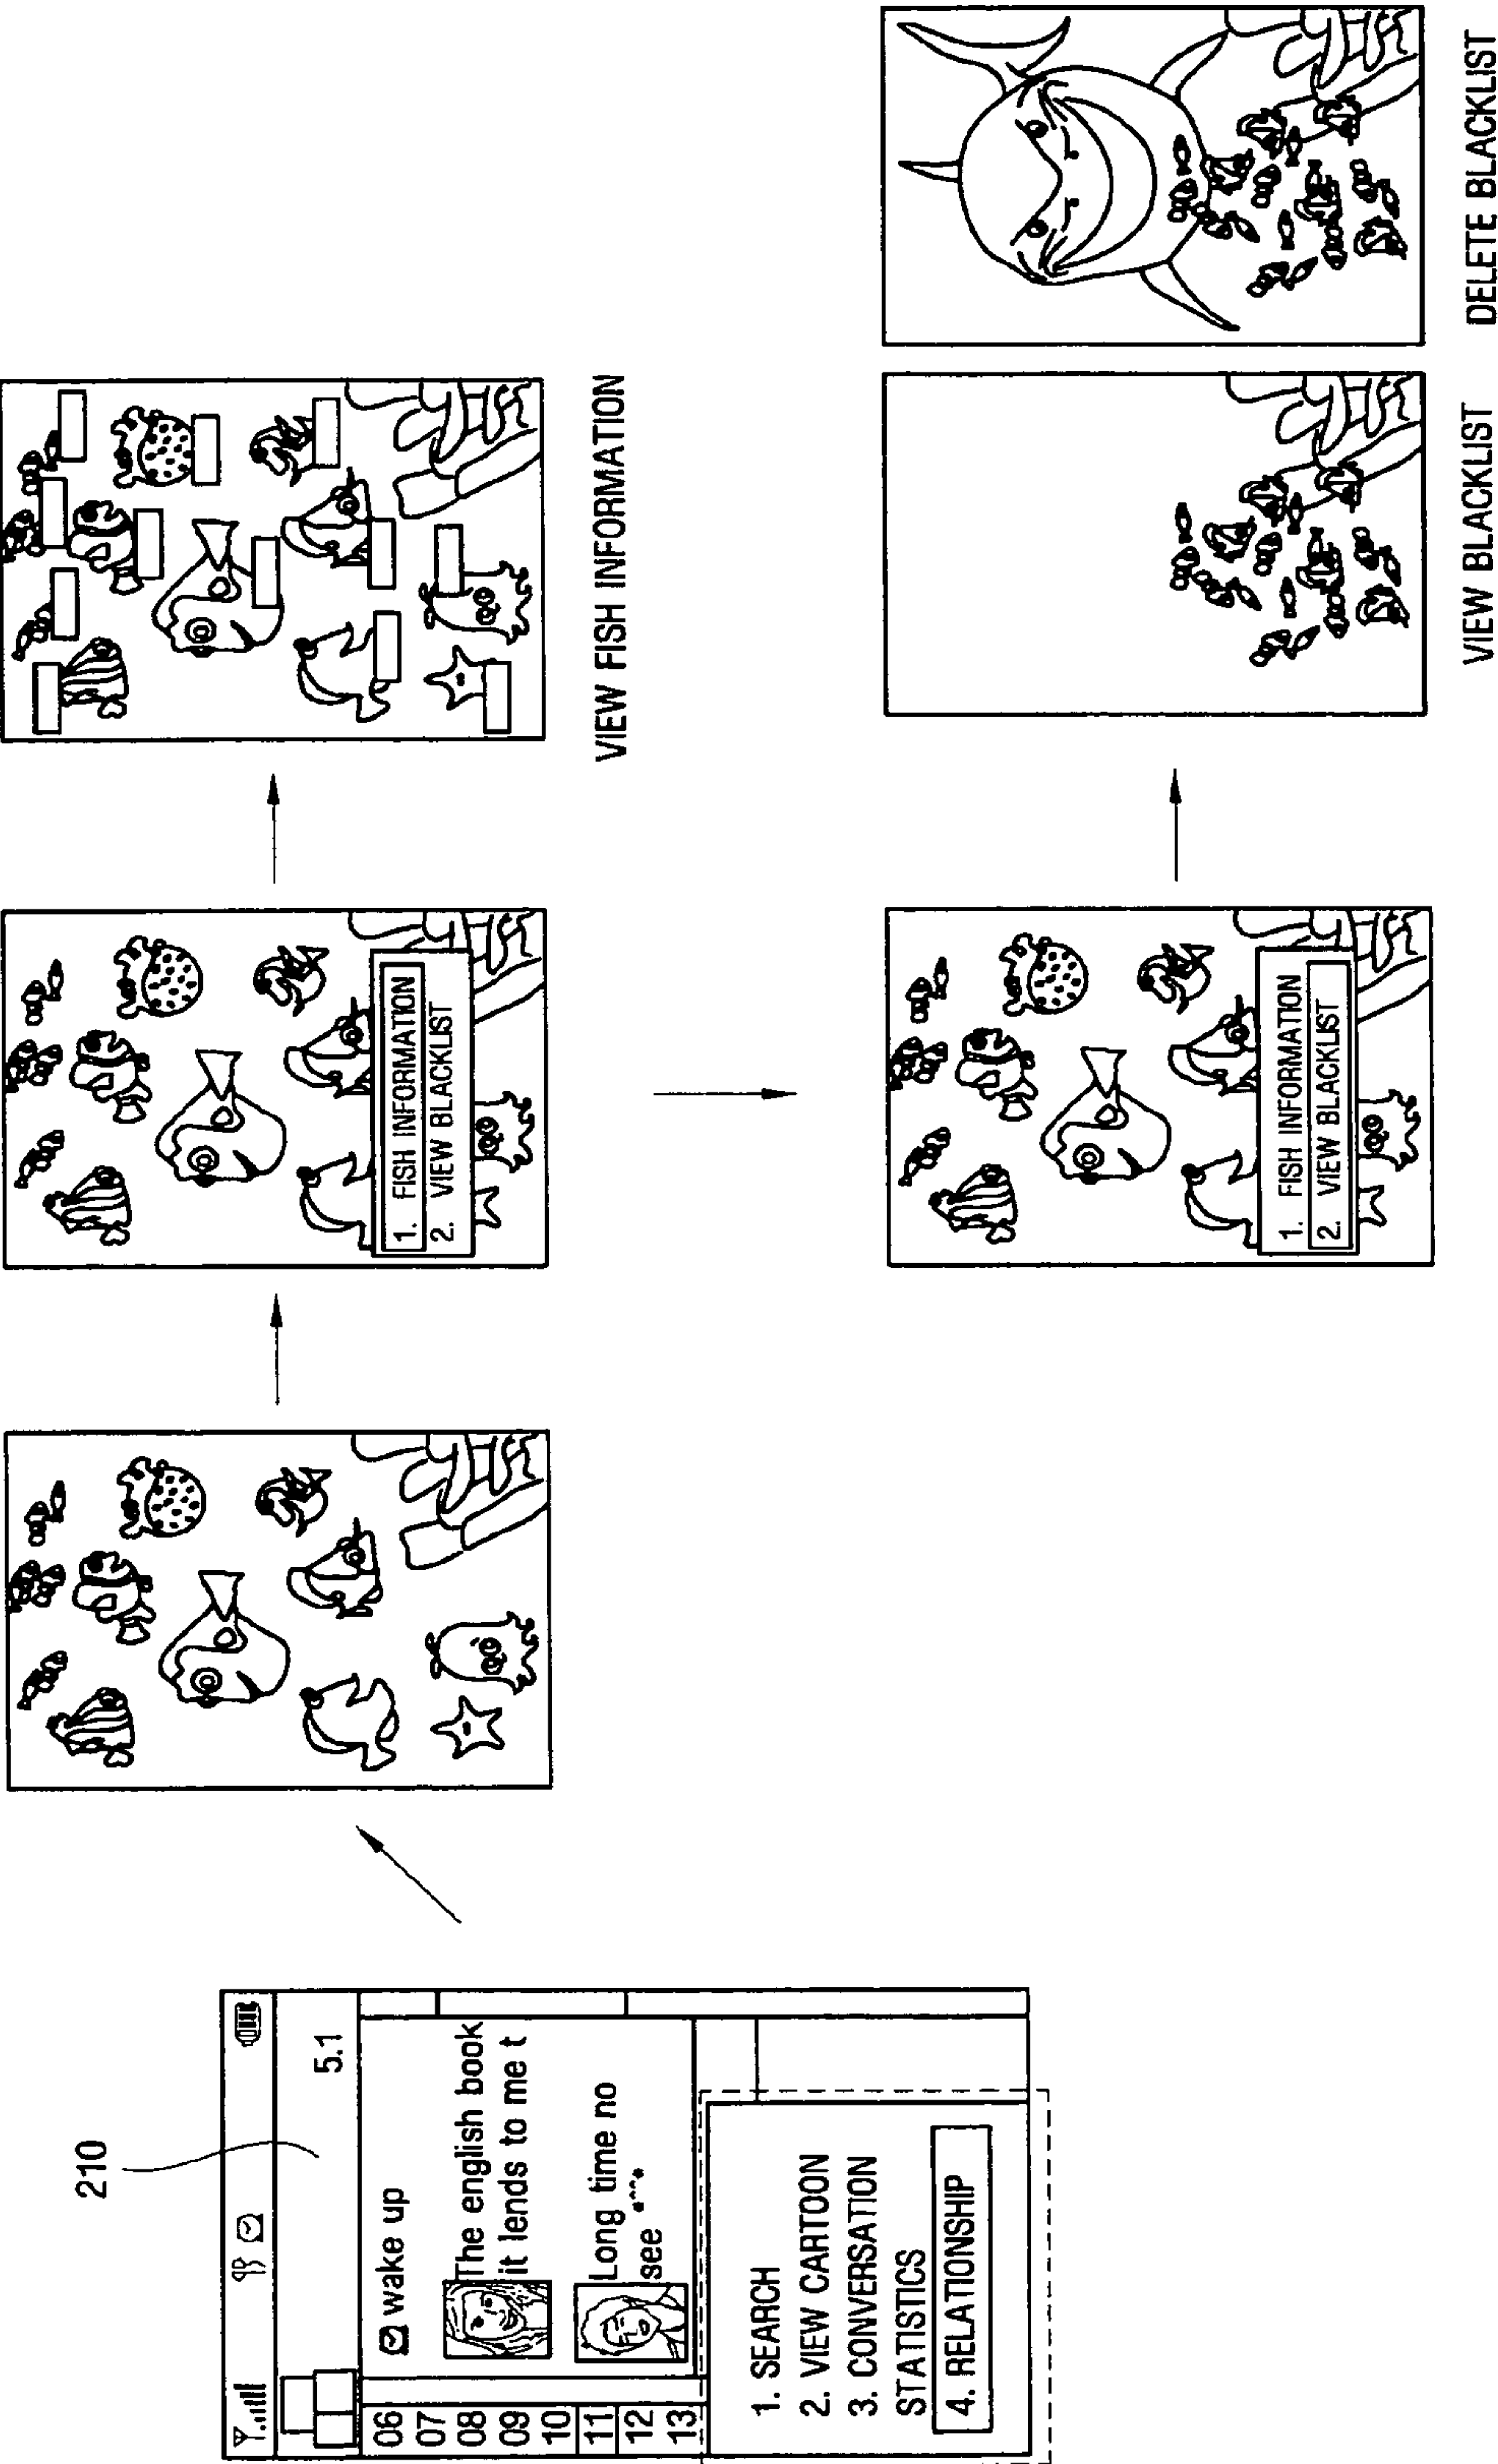 210
5.1
06
07
08
09
10
11
12
13
wake up
The english book
it lends to me t
Long time no
see *^^*
1. SEARCH
2. VIEW CARTOON
3. CONVERSATION
STATISTICS
4. RELATIONSHIP
1. FISH INFORMATION
2. VIEW BLACKLIST
VIEW FISH INFORMATION
1. FISH INFORMATION
2. VIEW BLACKLIST
VIEW BLACKLIST
DELETE BLACKLIST